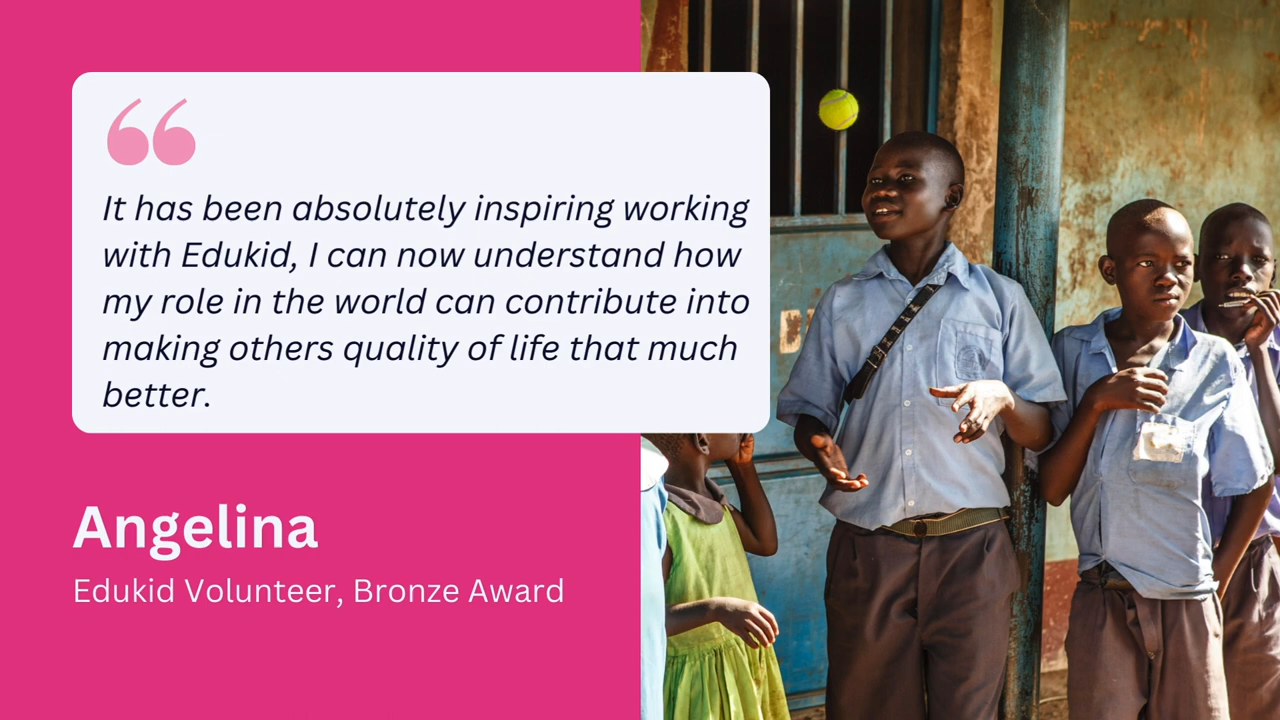 It has been absolutely inspiring working
with Edukid, I can now understand how
my role in the world can contribute into
making others quality of life that much
better.
Angelina
Edukid Volunteer, Bronze Award